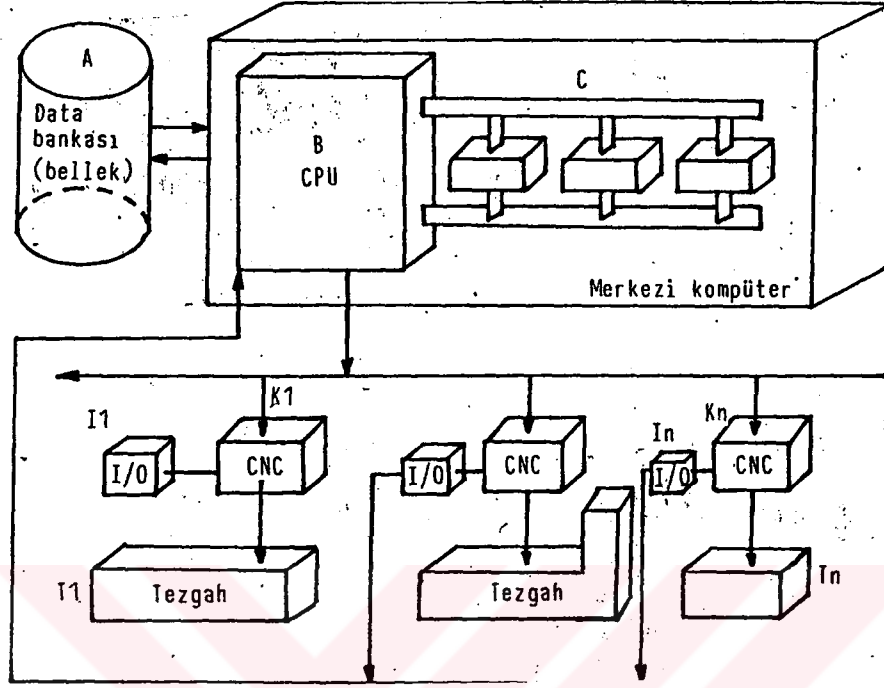 A
Data
bankası
(bellek)
B
CPU
C
Merkezi kompüter
K1
I1
I/O
CNC
I/O
CNC
In
Kn
I/O
CNC
T1
Tezgah
Tezgah
Tn